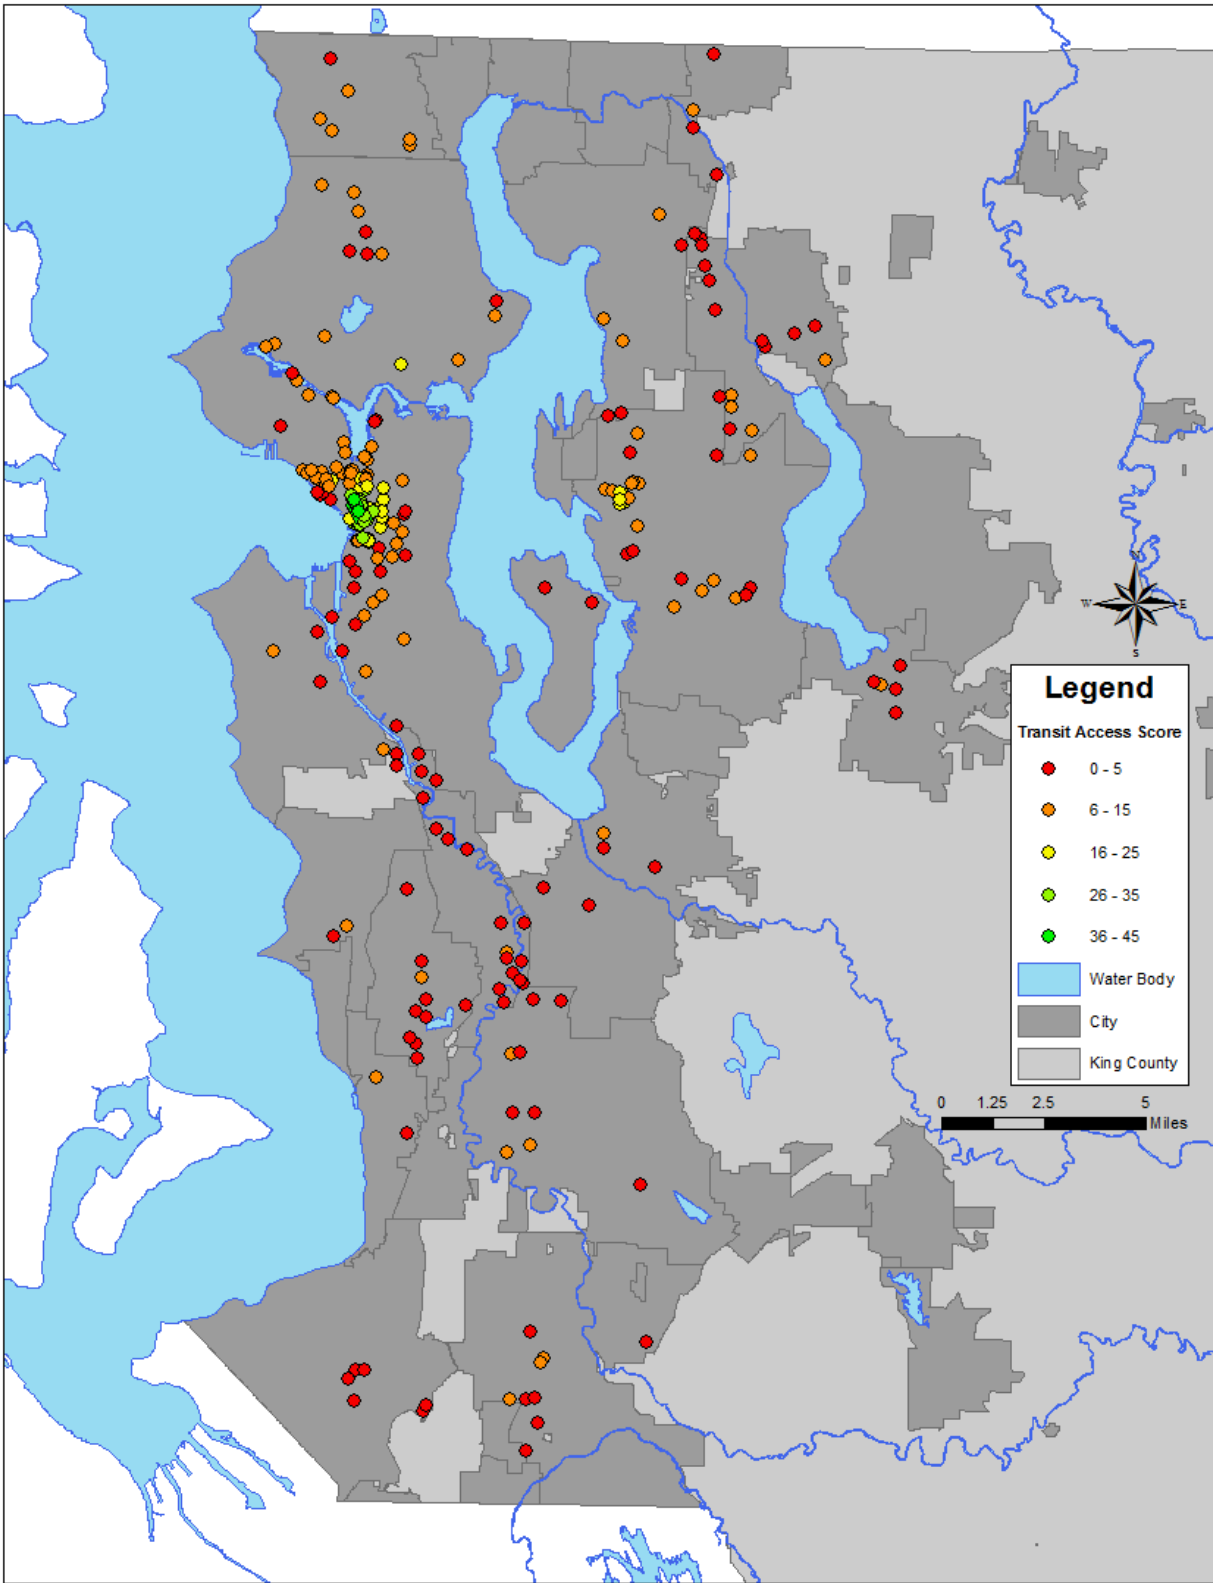 N
W
E
S
Legend
Transit Access Score
0 - 5
6 - 15
16 - 25
26 - 35
36 - 45
Water Body
City
King County
0 1.25 2.5 5
Miles